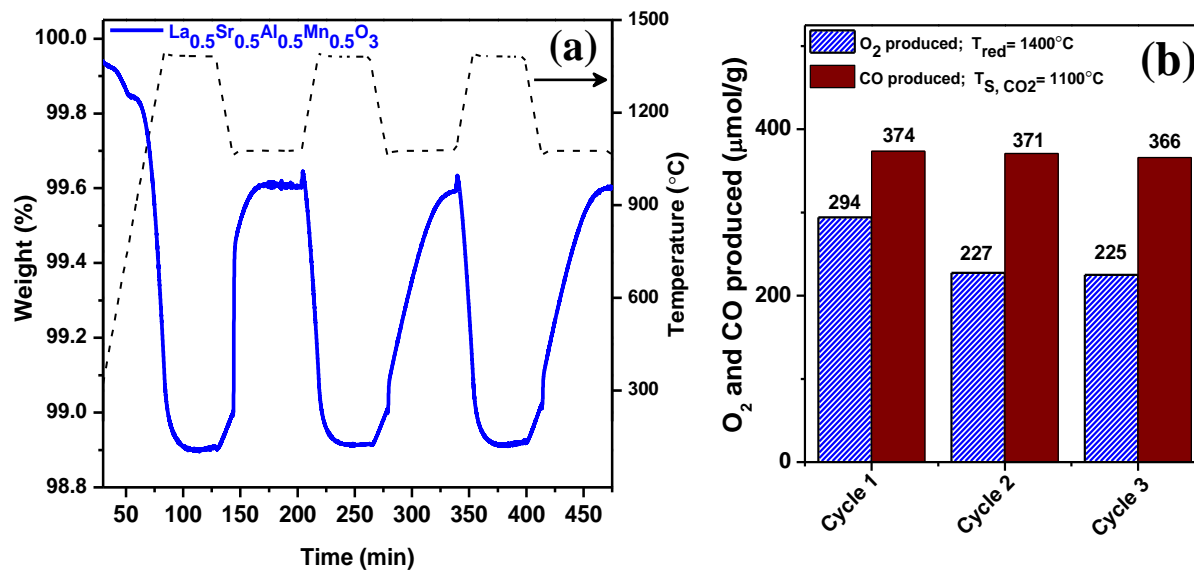 (a)
La0.5Sr0.5Al0.5Mn0.5O3
100.0
99.8
99.6
99.4
99.2
99.0
98.8
Weight (%)
50 100 150 200 250 300 350 400 450
Time (min)
1500
1200
900
600
300
Temperature (°C)
(b)
O2 produced; Tred= 1400°C
CO produced; TS, CO2= 1100°C
400
200
0
O2 and CO produced (μmol/g)
294 374
227 371
225 366
Cycle 1 Cycle 2 Cycle 3